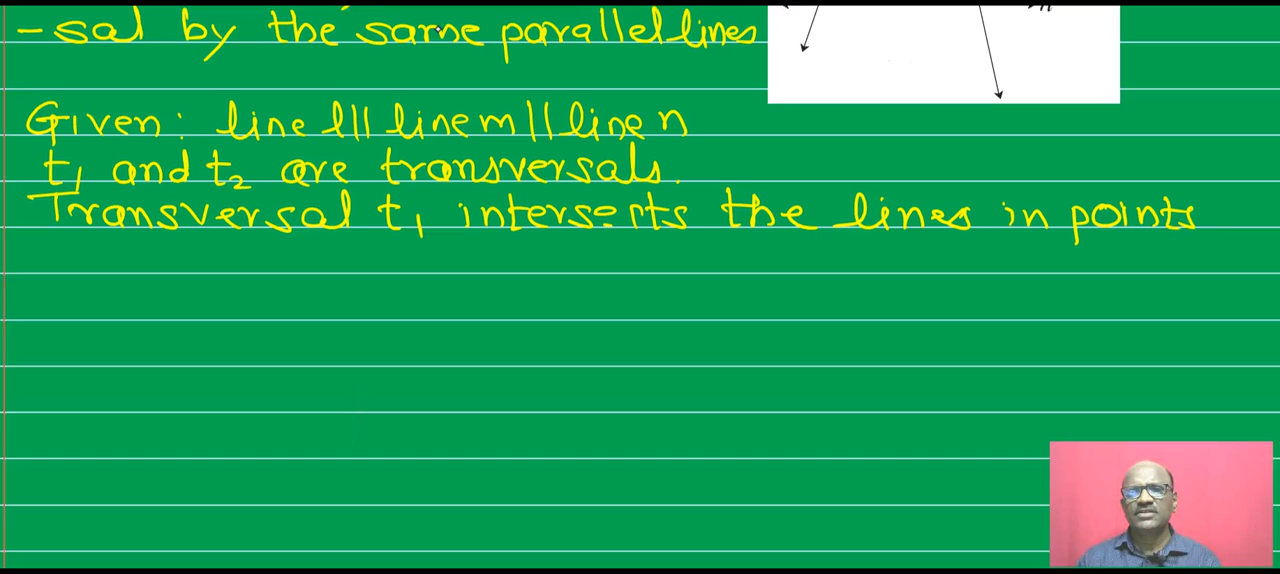 -sal by the same parallel lines
n
Given: line l || line m || line n
t₁ and t₂ are transversals.
Transversal t₁ intersects the lines in points